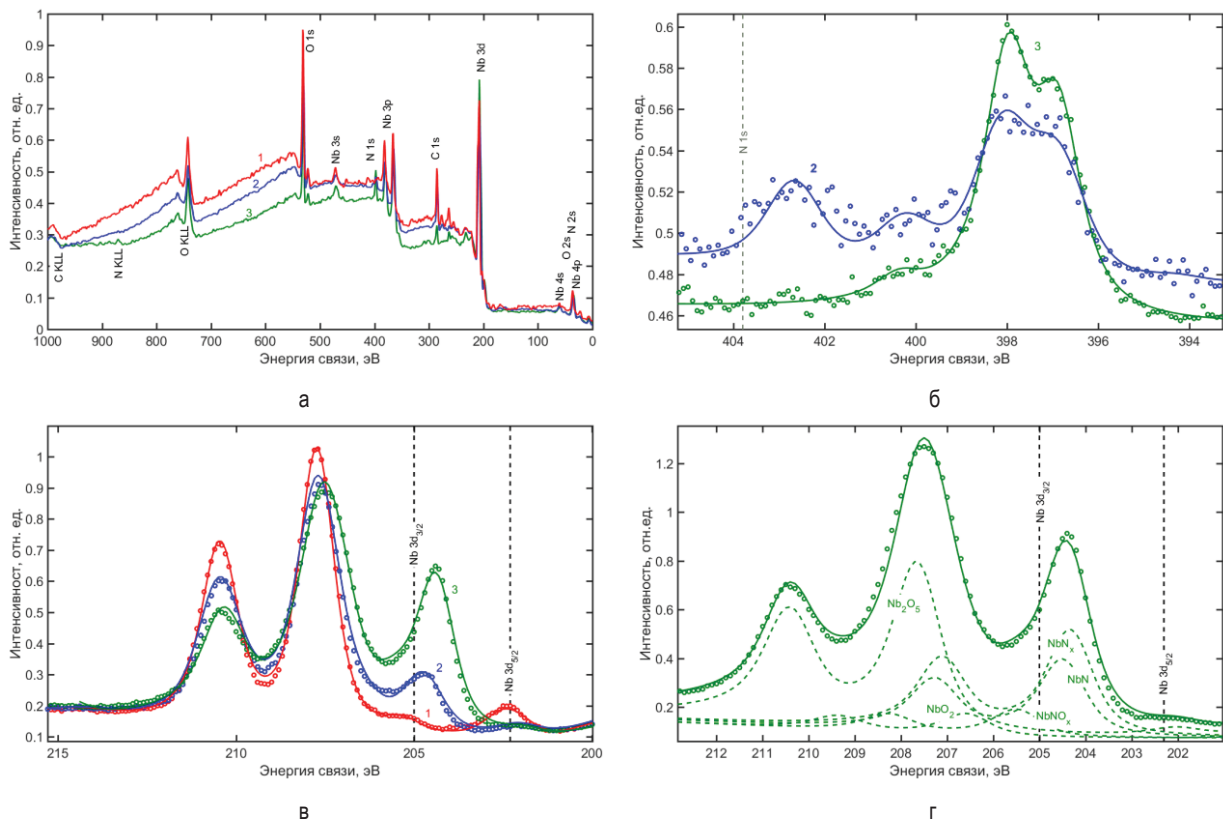 Интенсивность, отн. ед.
1
0.9
0.8
0.7
0.6
0.5
0.4
0.3
0.2
0.1
0
C KLL
N KLL
O KLL
O 1s
Nb 3s
N 1s
Nb 3p
C 1s
Nb 3d
Nb 4s
O 2s
N 2s
Nb 4p
1
2
3
1000 900 800 700 600 500 400 300 200 100 0
Энергия связи, эВ
а
Интенсивность, отн.ед.
0.6
0.58
0.56
0.54
0.52
0.5
0.48
0.46
N 1s
2
3
404 402 400 398 396 394
Энергия связи, эВ
б
Интенсивност, отн.ед.
1
0.9
0.8
0.7
0.6
0.5
0.4
0.3
0.2
0.1
Nb 3d3/2
Nb 3d5/2
3
2
1
215 210 205 200
Энергия связи, эВ
в
Интенсивность, отн.ед.
1.2
1
0.8
0.6
0.4
0.2
Nb 3d3/2
Nb 3d5/2
Nb2O5
NbNx
NbN
NbO2
NbNOx
212 211 210 209 208 207 206 205 204 203 202
Энергия связи, эВ
г